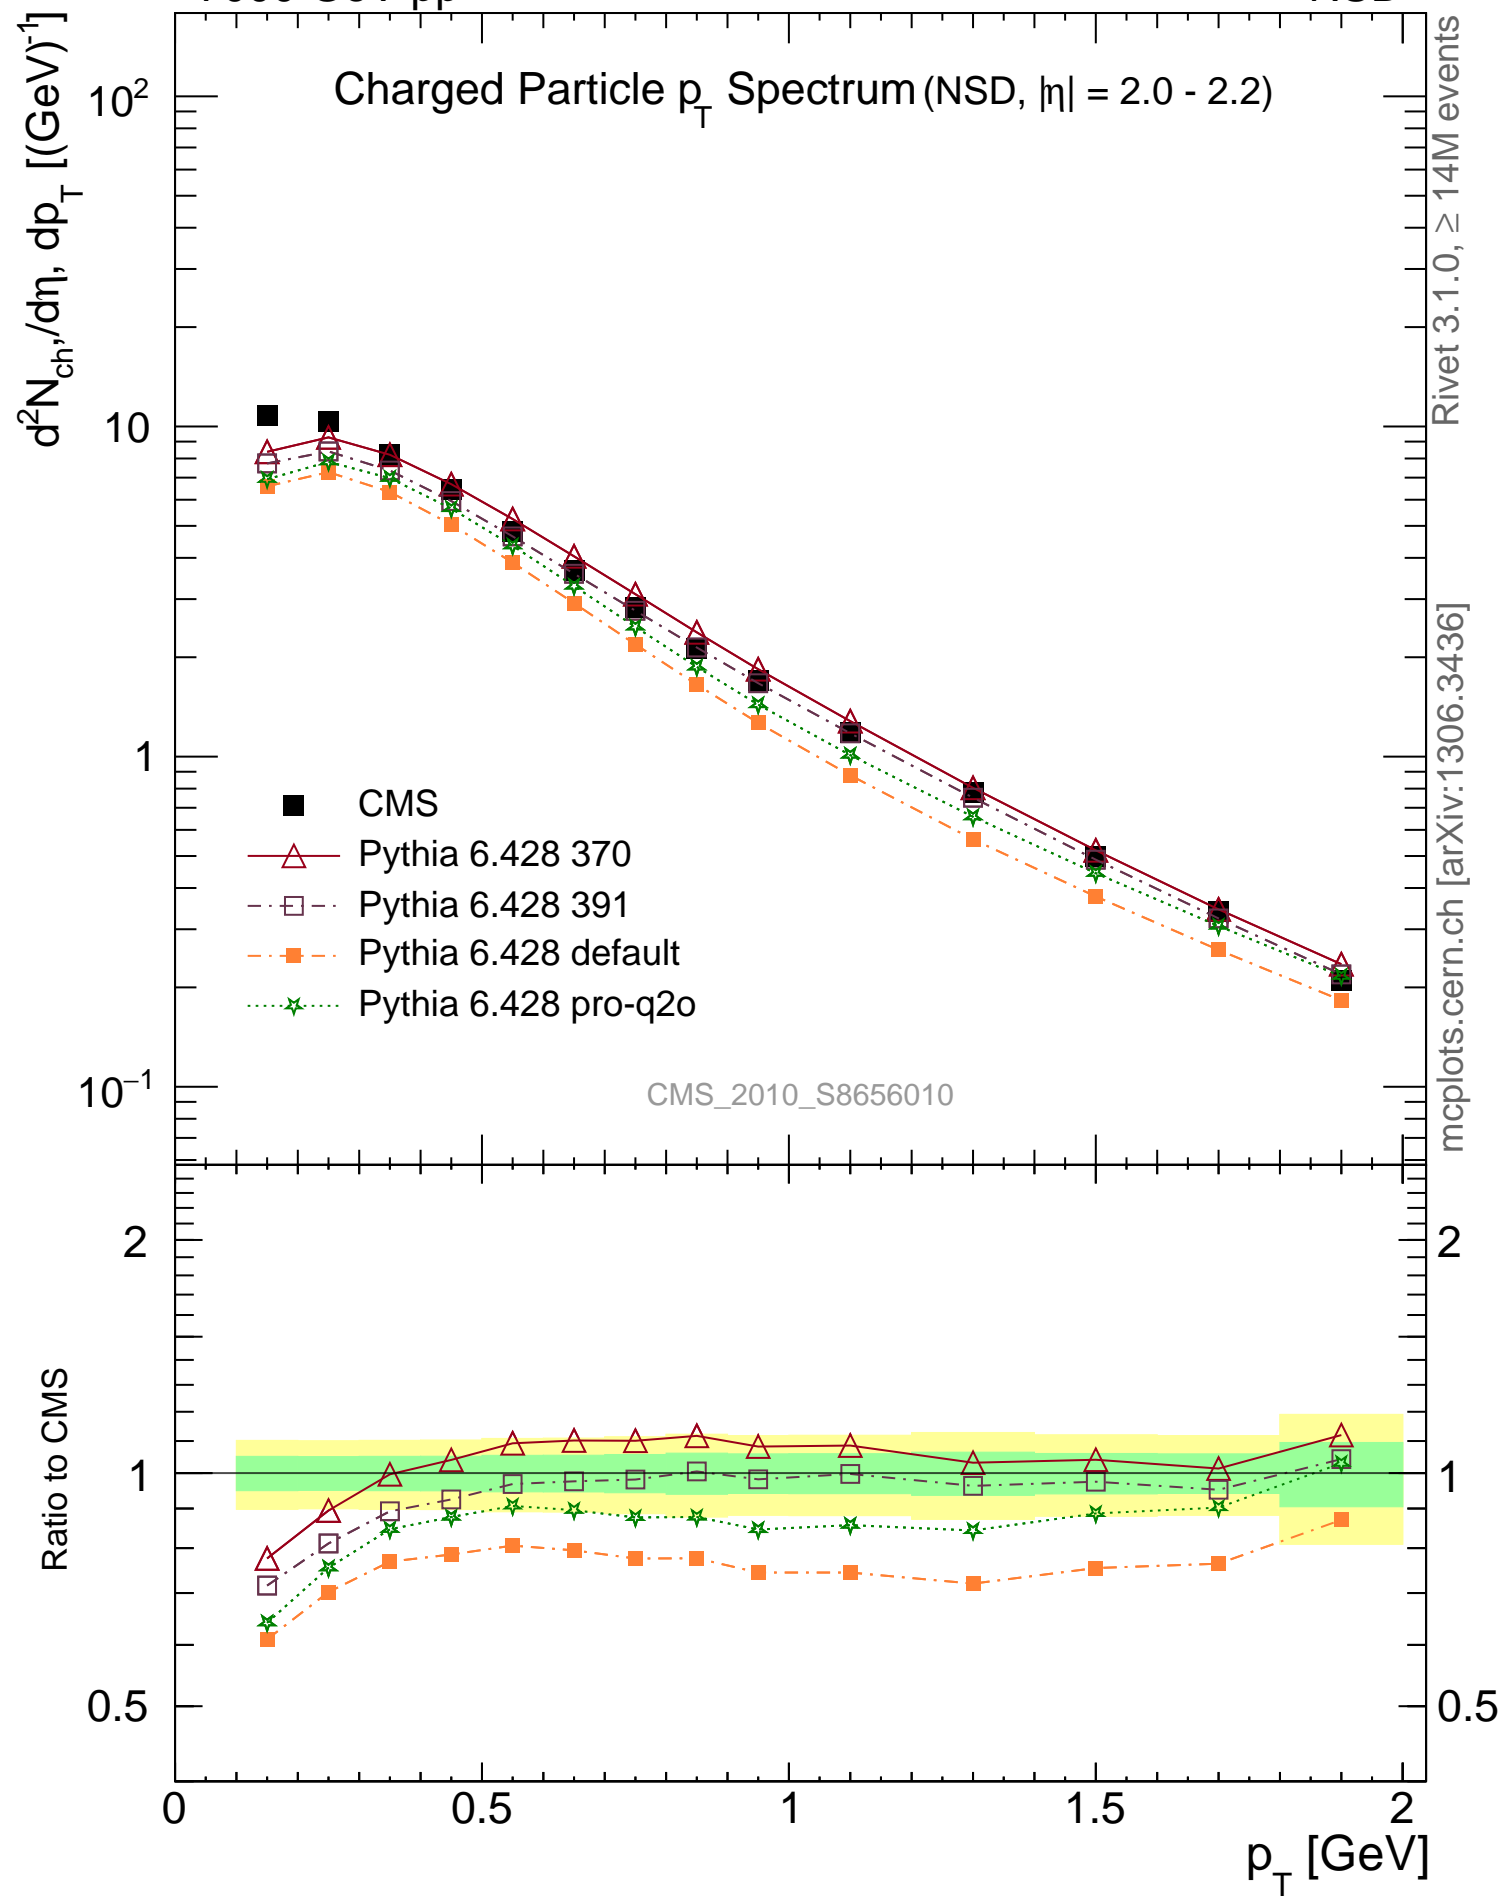 Charged Particle p_T Spectrum (NSD, |η| = 2.0 - 2.2)
d²N_ch,/dη, dp_T [(GeV)^-1]
10²
10
1
10^−1
CMS
Pythia 6.428 370
Pythia 6.428 391
Pythia 6.428 default
Pythia 6.428 pro-q2o
CMS_2010_S8656010
Rivet 3.1.0, ≥ 14M events
mcplots.cern.ch [arXiv:1306.3436]
Ratio to CMS
2
1
0.5
2
1
0.5
0 0.5 1 1.5 2
p_T [GeV]